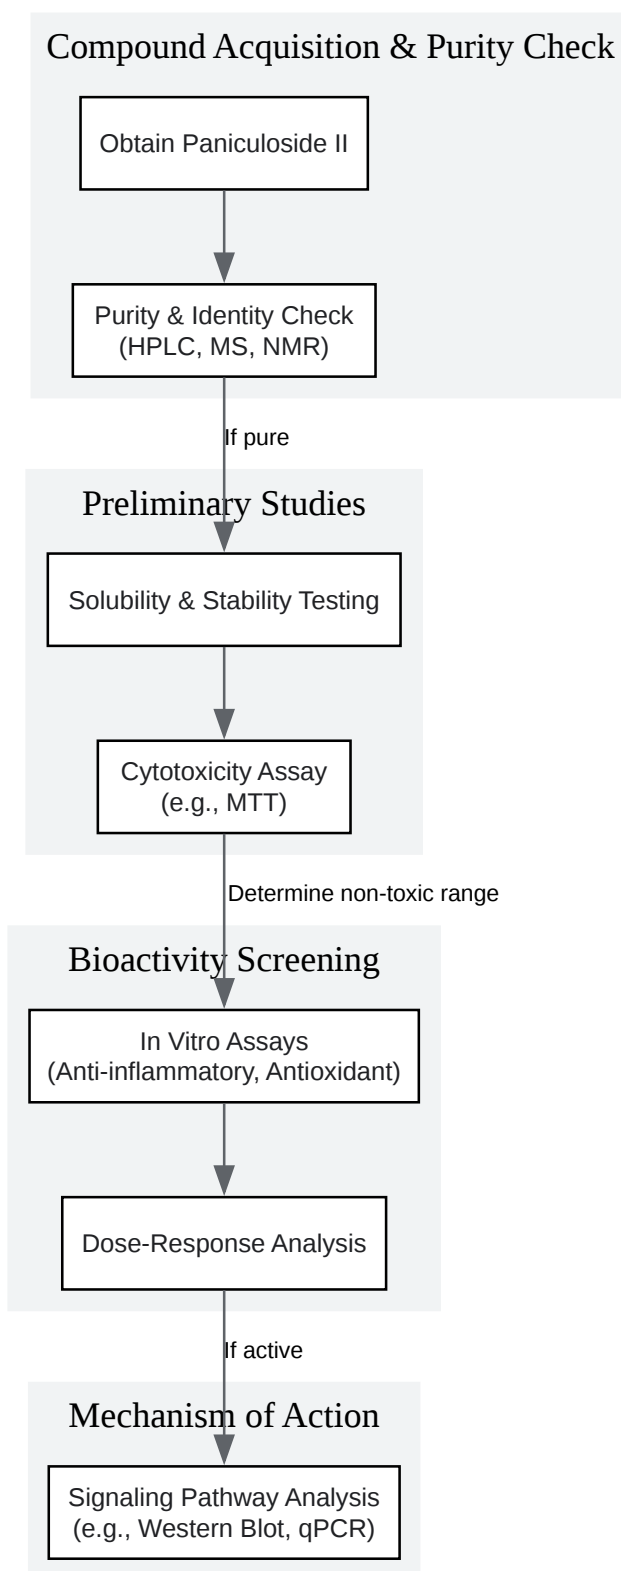 Compound Acquisition & Purity Check
Obtain Paniculoside II
Purity & Identity Check
(HPLC, MS, NMR)
If pure
Preliminary Studies
Solubility & Stability Testing
Cytotoxicity Assay
(e.g., MTT)
Determine non-toxic range
Bioactivity Screening
In Vitro Assays
(Anti-inflammatory, Antioxidant)
Dose-Response Analysis
If active
Mechanism of Action
Signaling Pathway Analysis
(e.g., Western Blot, qPCR)